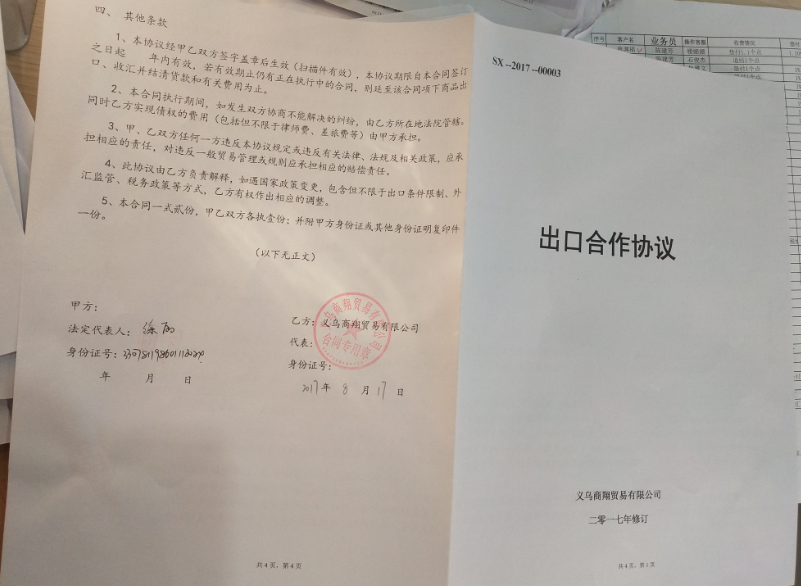 四、其他条款
1、本协议经甲乙双方签字盖章后生效（扫描件有效），本协议期限自本合同签订
之日起 年内有效，若有效期止仍有正在执行中的合同，则延至该合同项下商品出
口、收汇并结清货款和有关费用为止。
2、本合同执行期间，如发生双方协商不能解决的纠纷，由乙方所在地法院管辖。
同时乙方实现债权的费用（包括但不限于律师费、差旅费等）由甲方承担。
3、甲、乙双方任何一方违反本协议规定或违反有关法律、法规及相关政策，应承
担相应的责任，对违反一般贸易管理或规则应承担相应的赔偿责任。
4、此协议由乙方负责解释，如遇国家政策变更，包含但不限于出口条件限制、外
汇监管、税务政策等方式，乙方有权作出相应的调整。
5、本合同一式贰份，甲乙双方各执壹份；并附甲方身份证或其他身份证明复印件
一份。
（以下无正文）
甲方：
法定代表人：
身份证号：
年 月 日
乙方：义乌商翔贸易有限公司
代表：
身份证号：
2017年 8 月 17 日
义乌商翔贸易有限公司
合同专用章
共 4 页，第 4 页
SX--2017--00003
出口合作协议
义乌商翔贸易有限公司
二零一七年修订
共 4 页，第 1 页
序号 客户名 业务员 操作客服